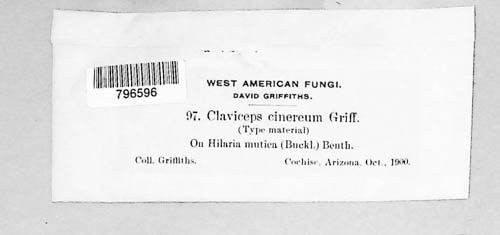 796596
WEST AMERICAN FUNGI.
DAVID GRIFFITHS.
97. Claviceps cinereum Griff.
(Type material)
On Hilaria mutica (Buckl.) Benth.
Coll. Griffiths. Cochise, Arizona, Oct., 1900.